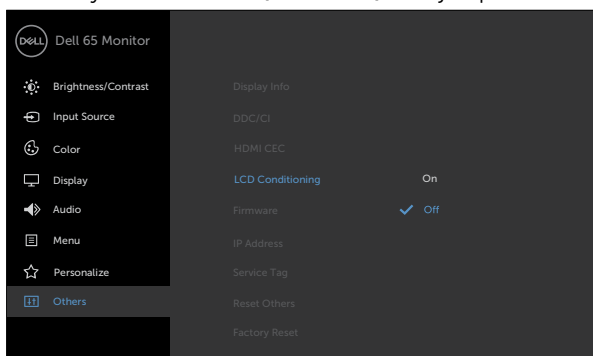 DELL Dell 65 Monitor
Brightness/Contrast
Input Source
Color
Display
Audio
Menu
Personalize
Others
Display Info
DDC/CI
HDMI CEC
LCD Conditioning On
Firmware Off
IP Address
Service Tag
Reset Others
Factory Reset